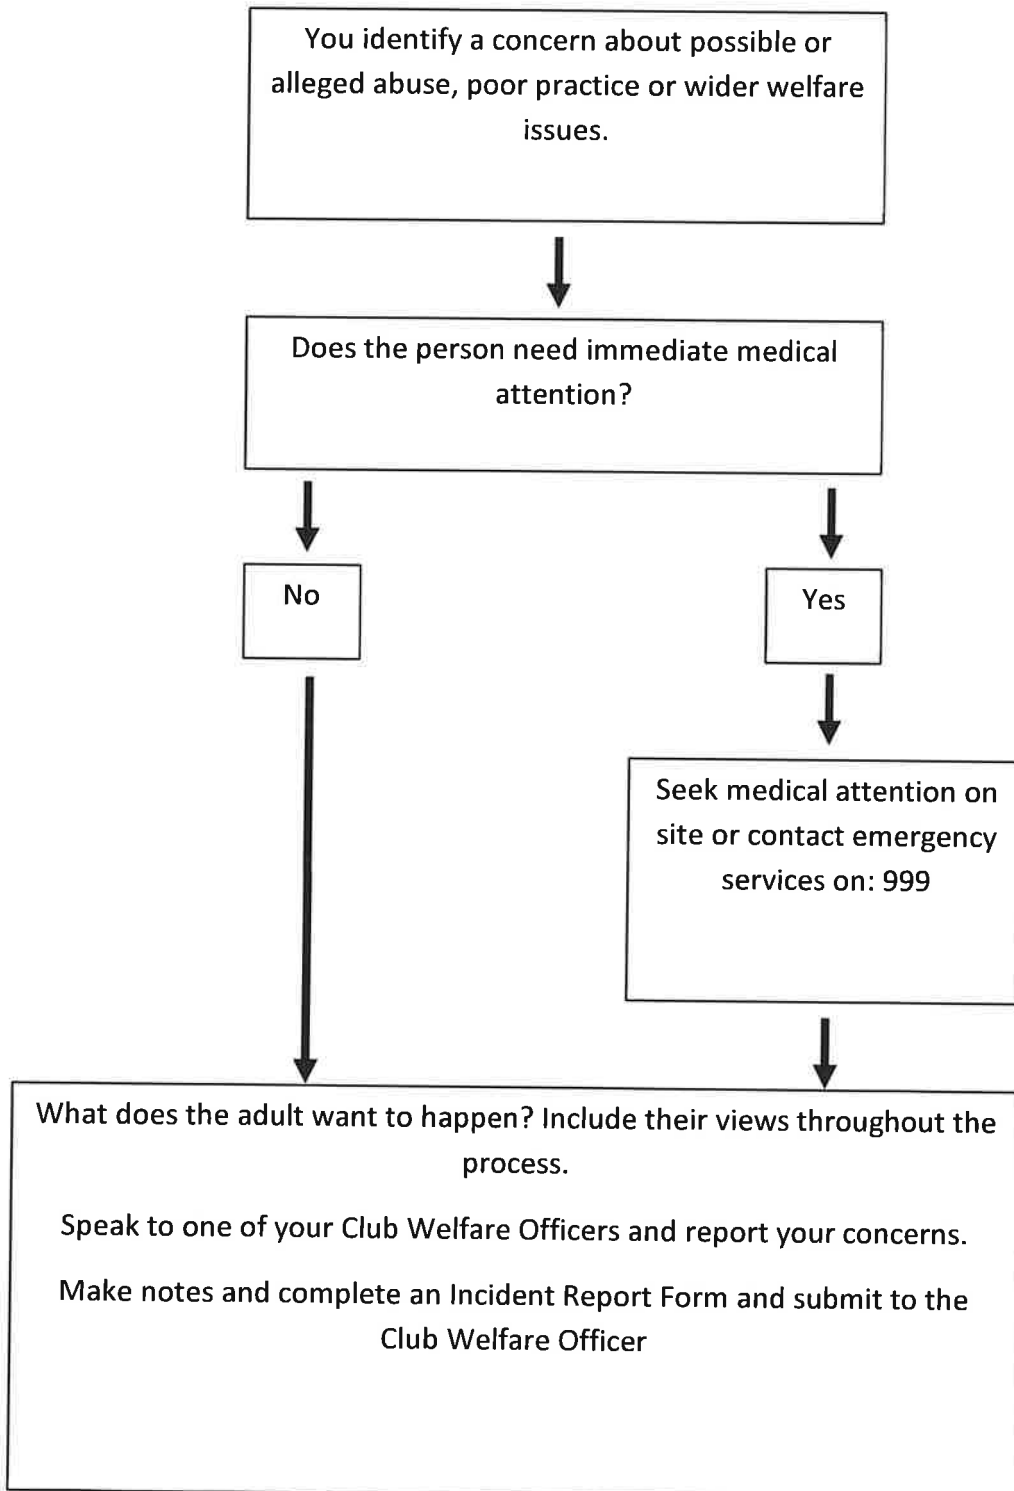 You identify a concern about possible or
alleged abuse, poor practice or wider welfare
issues.
Does the person need immediate medical
attention?
No
Yes
Seek medical attention on
site or contact emergency
services on: 999
What does the adult want to happen? Include their views throughout the
process.
Speak to one of your Club Welfare Officers and report your concerns.
Make notes and complete an Incident Report Form and submit to the
Club Welfare Officer